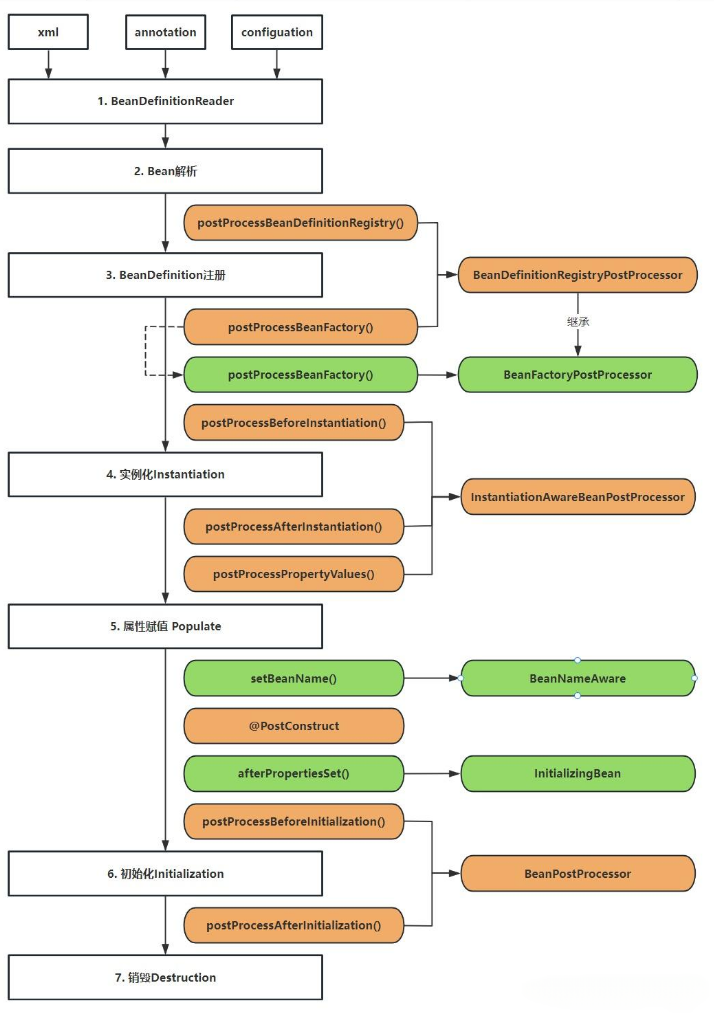 xml
annotation
configuation
1. BeanDefinitionReader
2. Bean解析
postProcessBeanDefinitionRegistry()
3. BeanDefinition注册
BeanDefinitionRegistryPostProcessor
postProcessBeanFactory()
继承
postProcessBeanFactory()
BeanFactoryPostProcessor
postProcessBeforeInstantiation()
4. 实例化Instantiation
InstantiationAwareBeanPostProcessor
postProcessAfterInstantiation()
postProcessPropertyValues()
5. 属性赋值 Populate
setBeanName()
BeanNameAware
@PostConstruct
afterPropertiesSet()
InitializingBean
postProcessBeforeInitialization()
6. 初始化Initialization
BeanPostProcessor
postProcessAfterInitialization()
7. 销毁Destruction